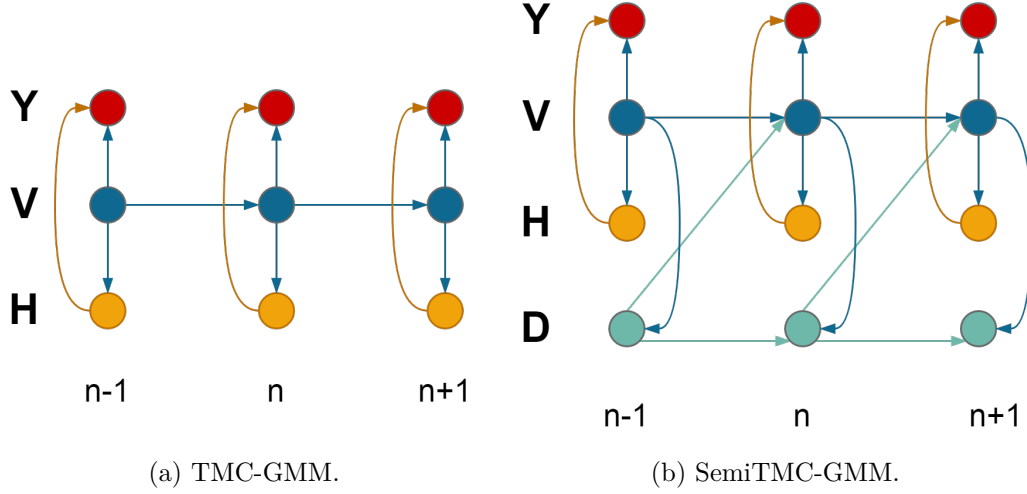 Y
V
H
n-1 n n+1
(a) TMC-GMM.
Y
V
H
D
n-1 n n+1
(b) SemiTMC-GMM.